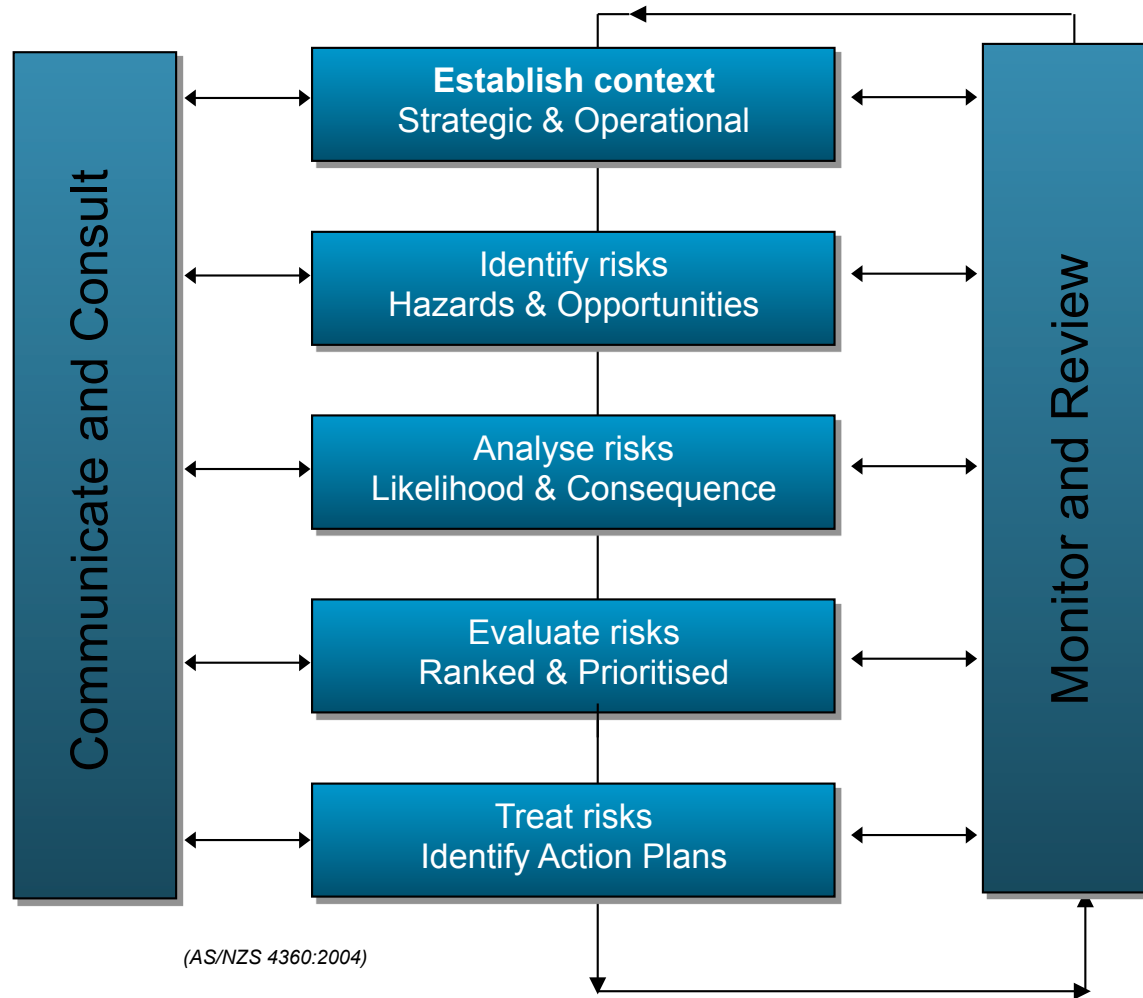 Communicate and Consult
Establish context
Strategic & Operational
Identify risks
Hazards & Opportunities
Analyse risks
Likelihood & Consequence
Evaluate risks
Ranked & Prioritised
Treat risks
Identify Action Plans
Monitor and Review
(AS/NZS 4360:2004)